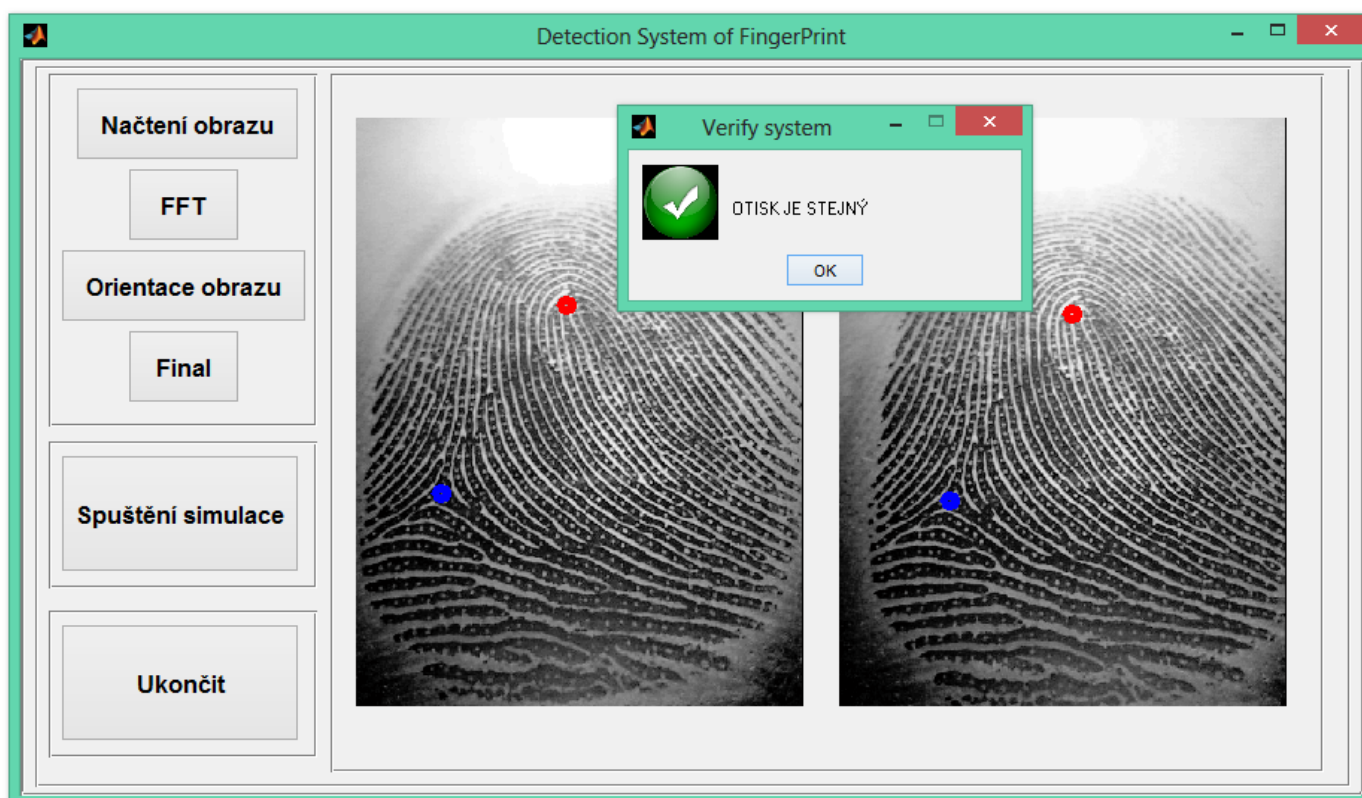 Detection System of FingerPrint
Načtení obrazu
FFT
Orientace obrazu
Final
Spuštění simulace
Ukončit
Verify system
OTISK JE STEJNÝ
OK